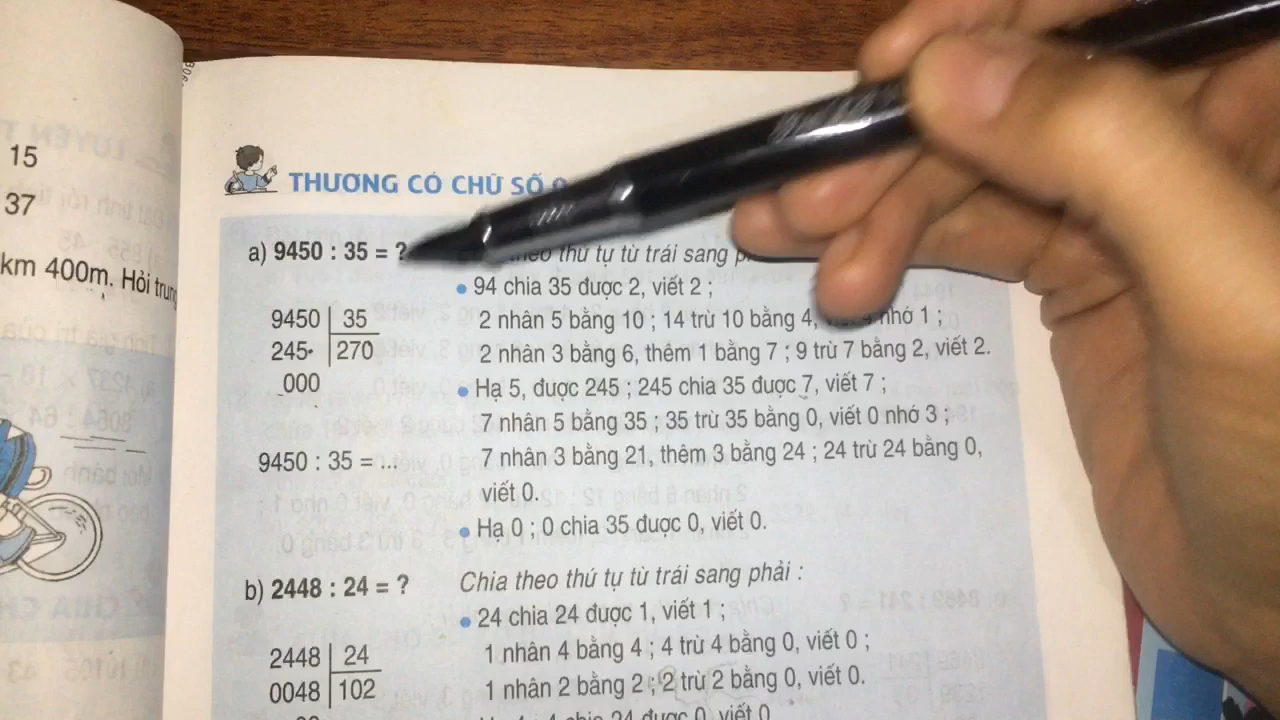 15
37
km 400m. Hỏi trung
THƯƠNG CÓ CHỮ SỐ
a) 9450 : 35 = ?
theo thứ tự từ trái sang
94 chia 35 được 2, viết 2 ;
9450 35
2 nhân 5 bằng 10 ; 14 trừ 10 bằng 4, nhớ 1 ;
245 270
2 nhân 3 bằng 6, thêm 1 bằng 7 ; 9 trừ 7 bằng 2, viết 2.
000
Hạ 5, được 245 ; 245 chia 35 được 7, viết 7 ;
7 nhân 5 bằng 35 ; 35 trừ 35 bằng 0, viết 0 nhớ 3 ;
9450 : 35 = ...
7 nhân 3 bằng 21, thêm 3 bằng 24 ; 24 trừ 24 bằng 0,
viết 0.
Hạ 0 ; 0 chia 35 được 0, viết 0.
b) 2448 : 24 = ?
Chia theo thứ tự từ trái sang phải :
24 chia 24 được 1, viết 1 ;
2448 24
1 nhân 4 bằng 4 ; 4 trừ 4 bằng 0, viết 0 ;
0048 102
1 nhân 2 bằng 2 ; 2 trừ 2 bằng 0, viết 0.
Hạ 4 ; 4 chia 24 được 0, viết 0